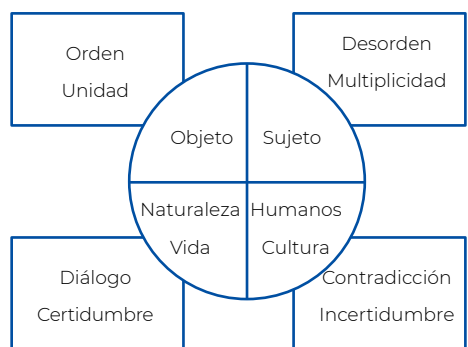 Orden
Unidad
Desorden
Multiplicidad
Objeto
Sujeto
Naturaleza
Vida
Humanos
Cultura
Diálogo
Certidumbre
Contradicción
Incertidumbre